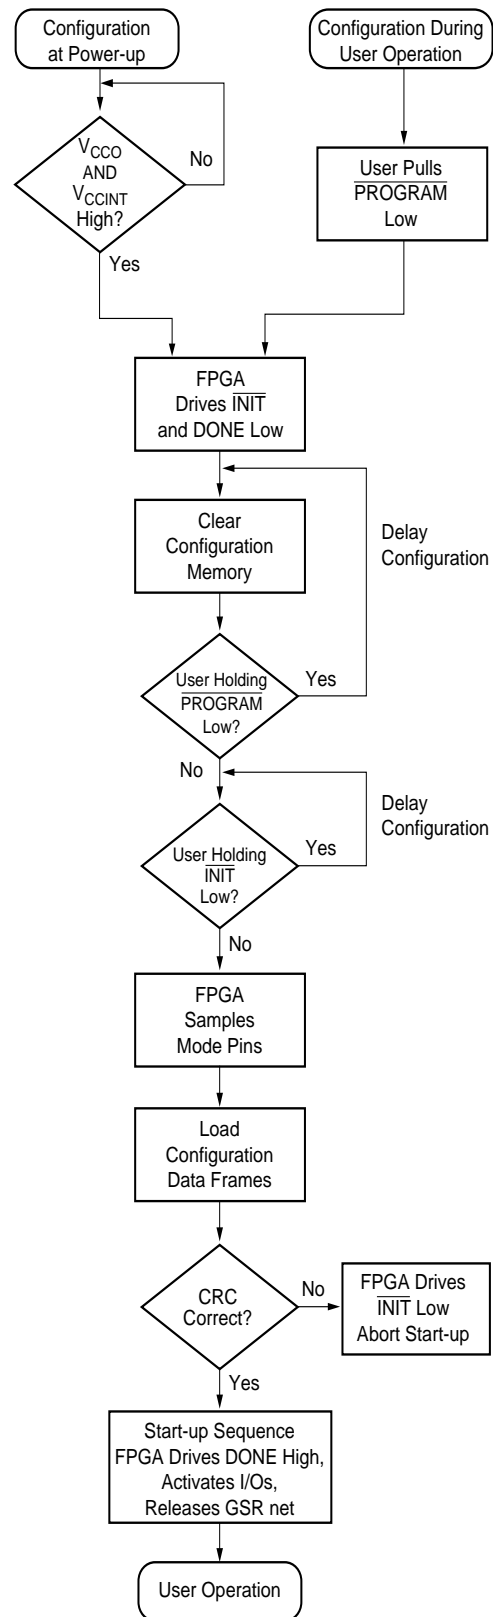 Configuration
at Power-up
Configuration During
User Operation
VCCO
AND
VCCINT
High?
No
Yes
User Pulls
PROGRAM
Low
FPGA
Drives INIT
and DONE Low
Clear
Configuration
Memory
Delay
Configuration
User Holding
PROGRAM
Low?
Yes
No
Delay
Configuration
User Holding
INIT
Low?
Yes
No
FPGA
Samples
Mode Pins
Load
Configuration
Data Frames
CRC
Correct?
No
FPGA Drives
INIT Low
Abort Start-up
Yes
Start-up Sequence
FPGA Drives DONE High,
Activates I/Os,
Releases GSR net
User Operation